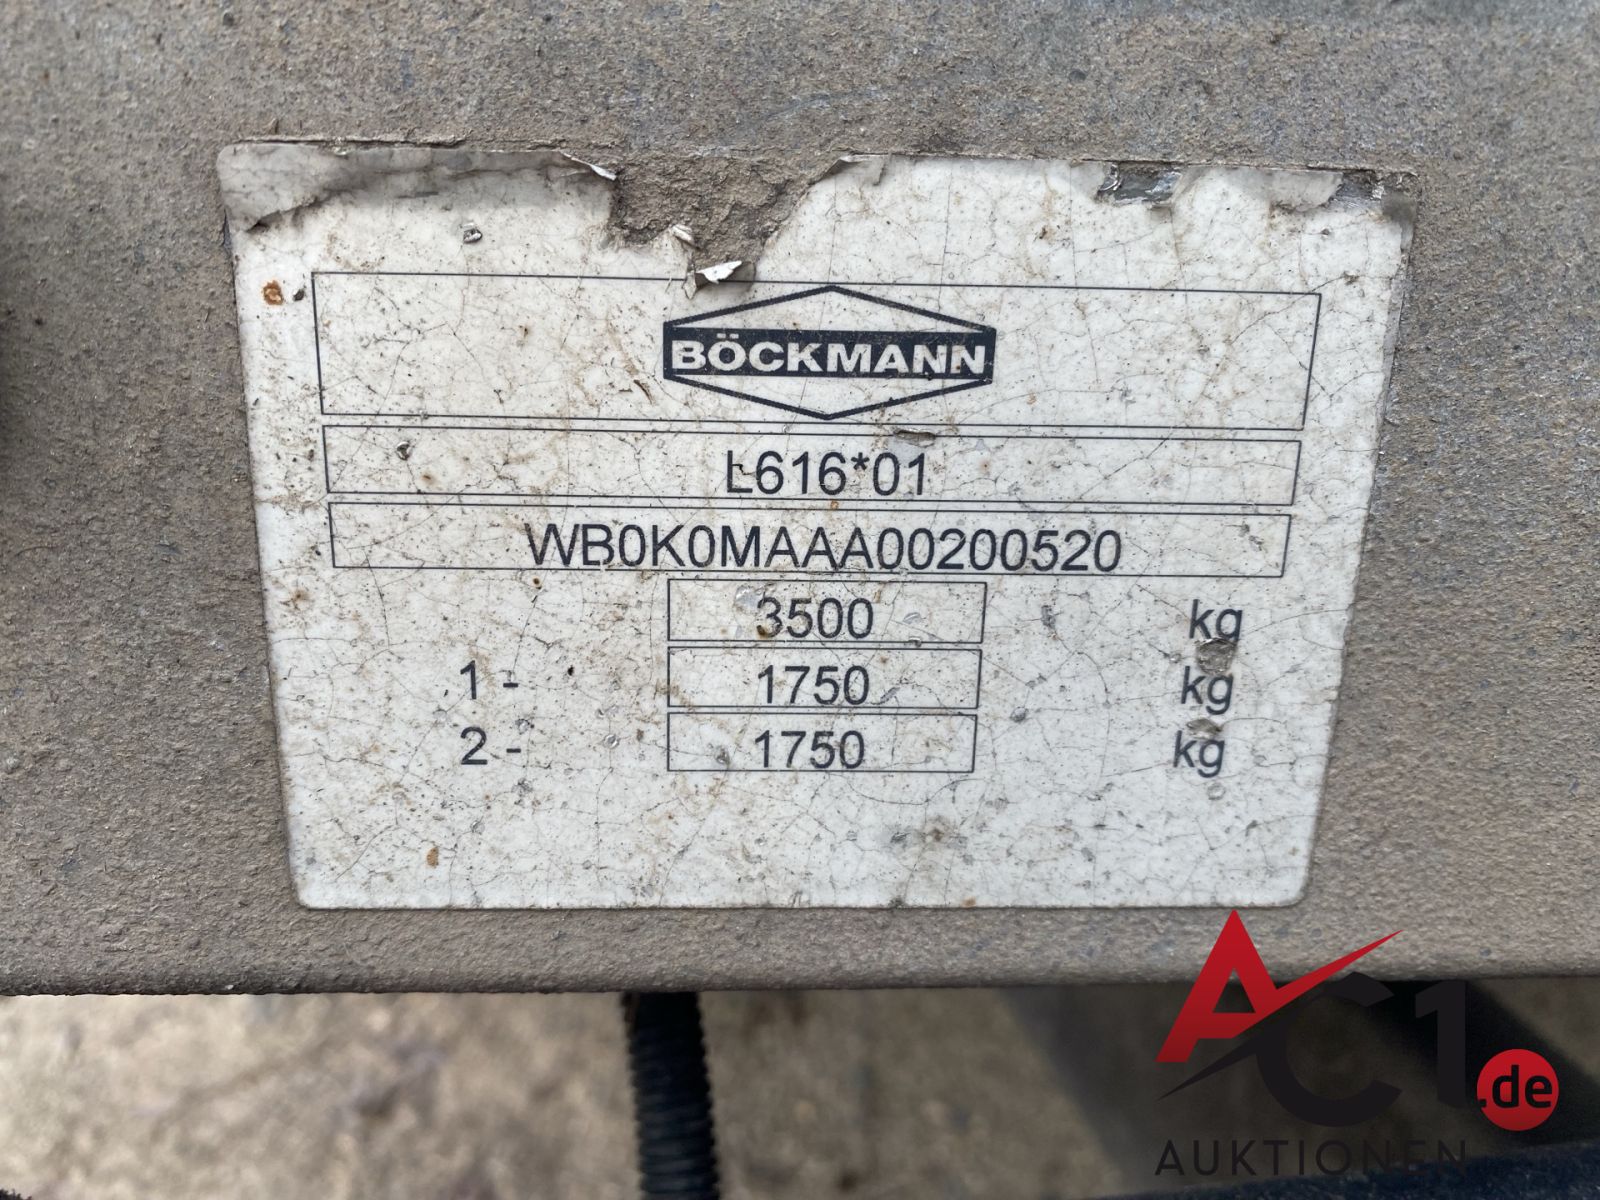 BÖCKMANN
L616*01
WB0K0MAAA00200520
3500 kg
1 - 1750 kg
2 - 1750 kg
AC1.de
AUKTIONEN